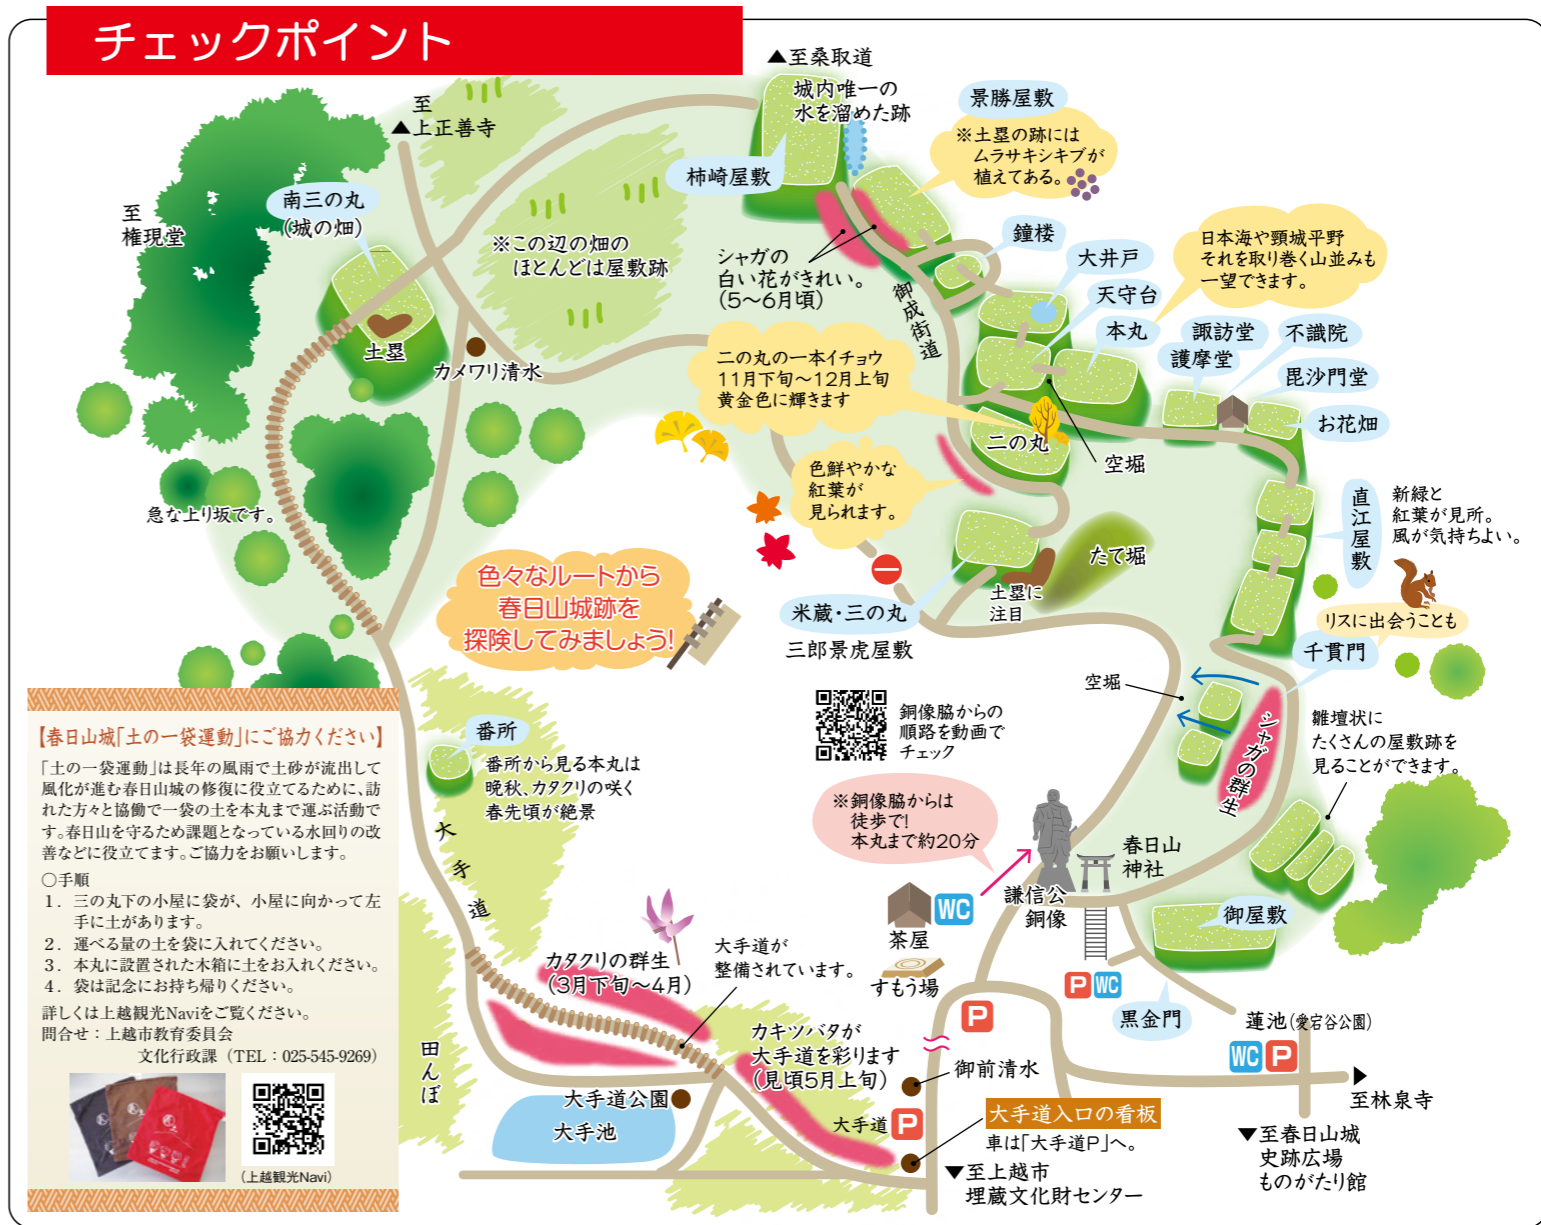 チェックポイント
▲至桑取道
城内唯一の
水を溜めた跡
景勝屋敷
※土塁の跡には
ムラサキシキブが
植えてある。
至
▲上正善寺
柿崎屋敷
南三の丸
(城の畑)
至
権現堂
※この辺の畑の
ほとんどは屋敷跡
シャガの
白い花がきれい。
(5〜6月頃)
御成街道
鐘楼
大井戸
天守台
本丸
日本海や頸城平野
それを取り巻く山並みも
一望できます。
諏訪堂
護摩堂
不識院
毘沙門堂
お花畑
土塁
カメワリ清水
二の丸の一本イチョウ
11月下旬〜12月上旬
黄金色に輝きます
二の丸
空堀
色鮮やかな
紅葉が
見られます。
直江屋敷
新緑と
紅葉が見所。
風が気持ちよい。
急な上り坂です。
たて堀
土塁に
注目
色々なルートから
春日山城跡を
探険してみましょう!
米蔵・三の丸
三郎景虎屋敷
リスに出会うことも
千貫門
空堀
シャガの群生
雛壇状に
たくさんの屋敷跡を
見ることができます。
銅像脇からの
順路を動画で
チェック
番所
番所から見る本丸は
晩秋、カタクリの咲く
春先頃が絶景
※銅像脇からは
徒歩で!
本丸まで約20分
春日山
神社
謙信公
銅像
御屋敷
茶屋
WC
すもう場
大手道
カタクリの群生
(3月下旬〜4月)
大手道が
整備されています。
P
P WC
黒金門
蓮池(愛宕谷公園)
WC P
カキツバタが
大手道を彩ります
(見頃5月上旬)
御前清水
▶
至林泉寺
田んぼ
大手道公園
大手池
大手道 P
大手道入口の看板
車は「大手道P」へ。
▼至上越市
埋蔵文化財センター
▼至春日山城
史跡広場
ものがたり館
【春日山城「土の一袋運動」にご協力ください】
「土の一袋運動」は長年の風雨で土砂が流出して
風化が進む春日山城の修復に役立てるために、訪
れた方々と協働で一袋の土を本丸まで運ぶ活動で
す。春日山を守るため課題となっている水回りの改
善などに役立てます。ご協力をお願いします。
○手順
1. 三の丸下の小屋に袋が、小屋に向かって左
手に土があります。
2. 運べる量の土を袋に入れてください。
3. 本丸に設置された木箱に土をお入れください。
4. 袋は記念にお持ち帰りください。
詳しくは上越観光Naviをご覧ください。
問合せ:上越市教育委員会
文化行政課(TEL:025-545-9269)
(上越観光Navi)